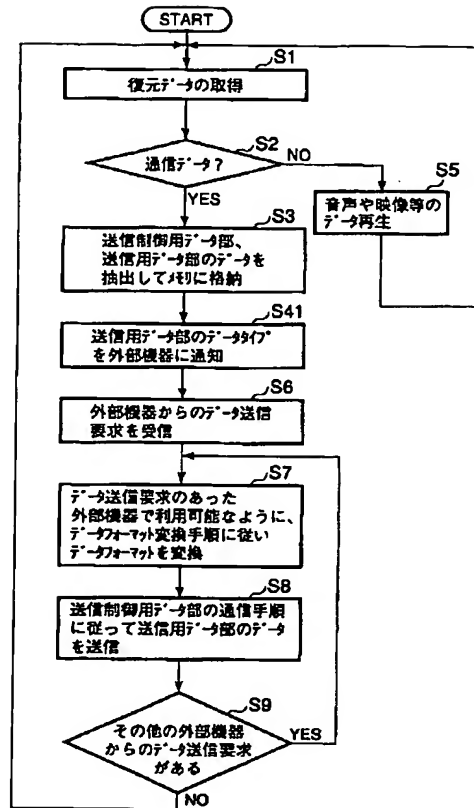 START
S1
復元データの取得
S2
通信データ?
NO
YES
S5
音声や映像等の
データ再生
S3
送信制御用データ部、
送信用データ部のデータを
抽出してメモリに格納
S41
送信用データ部のデータタイプ
を外部機器に通知
S6
外部機器からのデータ送信
要求を受信
S7
データ送信要求のあった
外部機器で利用可能なように、
データフォーマット変換手順に従い
データフォーマットを変換
S8
送信制御用データ部の通信手順
に従って送信用データ部のデータ
を送信
S9
その他の外部機器
からのデータ送信要求
がある
YES
NO